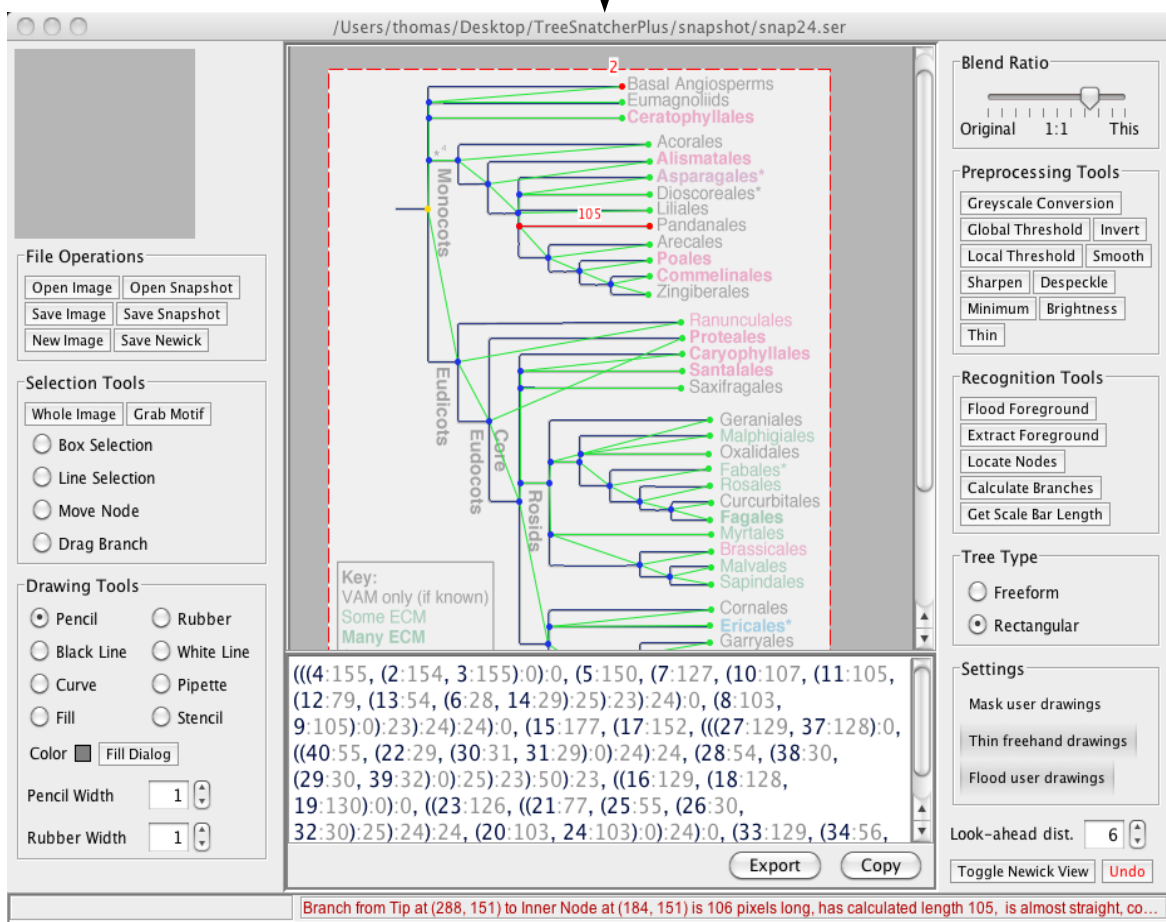 /Users/thomas/Desktop/TreeSnatcherPlus/snapshot/snap24.ser
File Operations
Open Image Open Snapshot
Save Image Save Snapshot
New Image Save Newick
Selection Tools
Whole Image Grab Motif
Box Selection
Line Selection
Move Node
Drag Branch
Drawing Tools
Pencil Rubber
Black Line White Line
Curve Pipette
Fill Stencil
Color Fill Dialog
Pencil Width 1
Rubber Width 1
2
Basal Angiosperms
Eumagnoliids
Ceratophyllales
Acorales
Alismatales
Asparagales*
Dioscoreales*
Liliales
105
Pandanales
Arecales
Poales
Commelinales
Zingiberales
*4
Monocots
Ranunculales
Proteales
Caryophyllales
Santalales
Saxifragales
Eudicots
Core
Eudocots
Geraniales
Malphigiales
Oxalidales
Fabales*
Rosales
Curcurbitales
Fagales
Myrtales
Brassicales
Malvales
Sapindales
Rosids
Cornales
Ericales*
Garryales
Key:
VAM only (if known)
Some ECM
Many ECM
(((4:155, (2:154, 3:155):0):0, (5:150, (7:127, (10:107, (11:105,
(12:79, (13:54, (6:28, 14:29):25):23):24):0, (8:103,
9:105):0):23):24):24):0, (15:177, (17:152, (((27:129, 37:128):0,
((40:55, (22:29, (30:31, 31:29):0):24):24, (28:54, (38:30,
(29:30, 39:32):0):25):23):50):23, ((16:129, (18:128,
19:130):0):0, ((23:126, ((21:77, (25:55, (26:30,
32:30):25):24):24, (20:103, 24:103):0):24):0, (33:129, (34:56,
Export Copy
Blend Ratio
Original 1:1 This
Preprocessing Tools
Greyscale Conversion
Global Threshold Invert
Local Threshold Smooth
Sharpen Despeckle
Minimum Brightness
Thin
Recognition Tools
Flood Foreground
Extract Foreground
Locate Nodes
Calculate Branches
Get Scale Bar Length
Tree Type
Freeform
Rectangular
Settings
Mask user drawings
Thin freehand drawings
Flood user drawings
Look-ahead dist. 6
Toggle Newick View Undo
Branch from Tip at (288, 151) to Inner Node at (184, 151) is 106 pixels long, has calculated length 105, is almost straight, co...